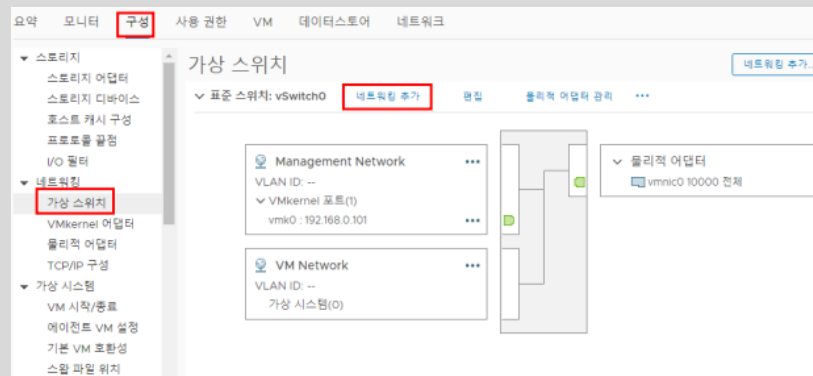 요약 모니터 구성 사용 권한 VM 데이터스토어 네트워크
스토리지
스토리지 어댑터
스토리지 디바이스
호스트 캐시 구성
프로토콜 끝점
I/O 필터
네트워킹
가상 스위치
VMkernel 어댑터
물리적 어댑터
TCP/IP 구성
가상 시스템
VM 시작/종료
에이전트 VM 설정
기본 VM 호환성
스왑 파일 위치
가상 스위치
네트워킹 추가...
표준 스위치: vSwitch0 네트워킹 추가 편집 물리적 어댑터 관리 •••
Management Network •••
VLAN ID: --
VMkernel 포트(1)
vmk0 : 192.168.0.101 •••
VM Network •••
VLAN ID: --
가상 시스템(0)
물리적 어댑터
vmnic0 10000 전체